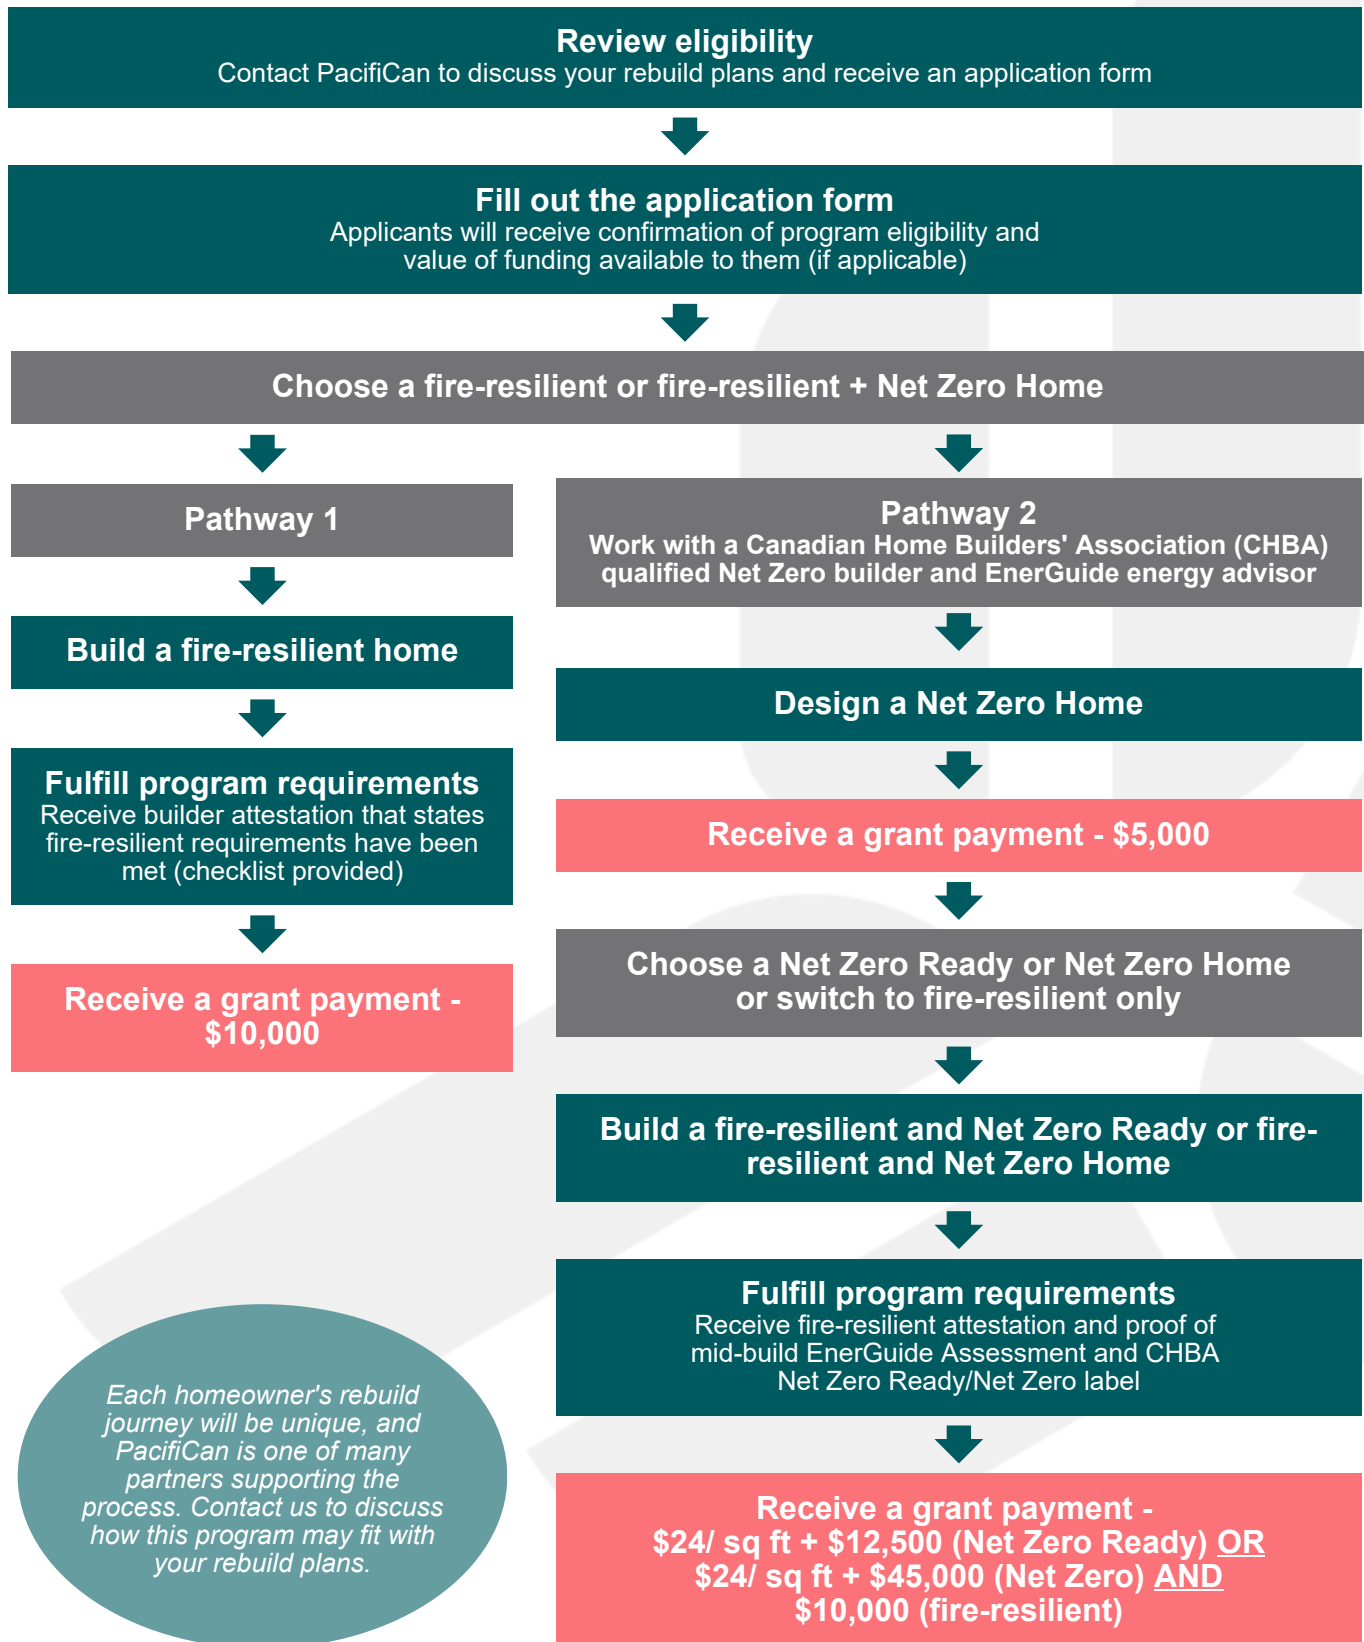 Review eligibility
Contact PacifiCan to discuss your rebuild plans and receive an application form
Fill out the application form
Applicants will receive confirmation of program eligibility and
value of funding available to them (if applicable)
Choose a fire-resilient or fire-resilient + Net Zero Home
Pathway 1
Build a fire-resilient home
Fulfill program requirements
Receive builder attestation that states
fire-resilient requirements have been
met (checklist provided)
Receive a grant payment -
$10,000
Pathway 2
Work with a Canadian Home Builders' Association (CHBA)
qualified Net Zero builder and EnerGuide energy advisor
Design a Net Zero Home
Receive a grant payment - $5,000
Choose a Net Zero Ready or Net Zero Home
or switch to fire-resilient only
Build a fire-resilient and Net Zero Ready or fire-
resilient and Net Zero Home
Fulfill program requirements
Receive fire-resilient attestation and proof of
mid-build EnerGuide Assessment and CHBA
Net Zero Ready/Net Zero label
Receive a grant payment -
$24/ sq ft + $12,500 (Net Zero Ready) OR
$24/ sq ft + $45,000 (Net Zero) AND
$10,000 (fire-resilient)
Each homeowner's rebuild
journey will be unique, and
PacifiCan is one of many
partners supporting the
process. Contact us to discuss
how this program may fit with
your rebuild plans.